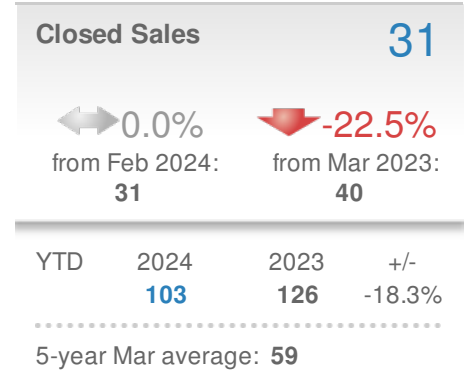 Closed Sales 31
0.0% -22.5%
from Feb 2024: from Mar 2023:
31 40
YTD 2024 2023 +/-
103 126 -18.3%
5-year Mar average: 59